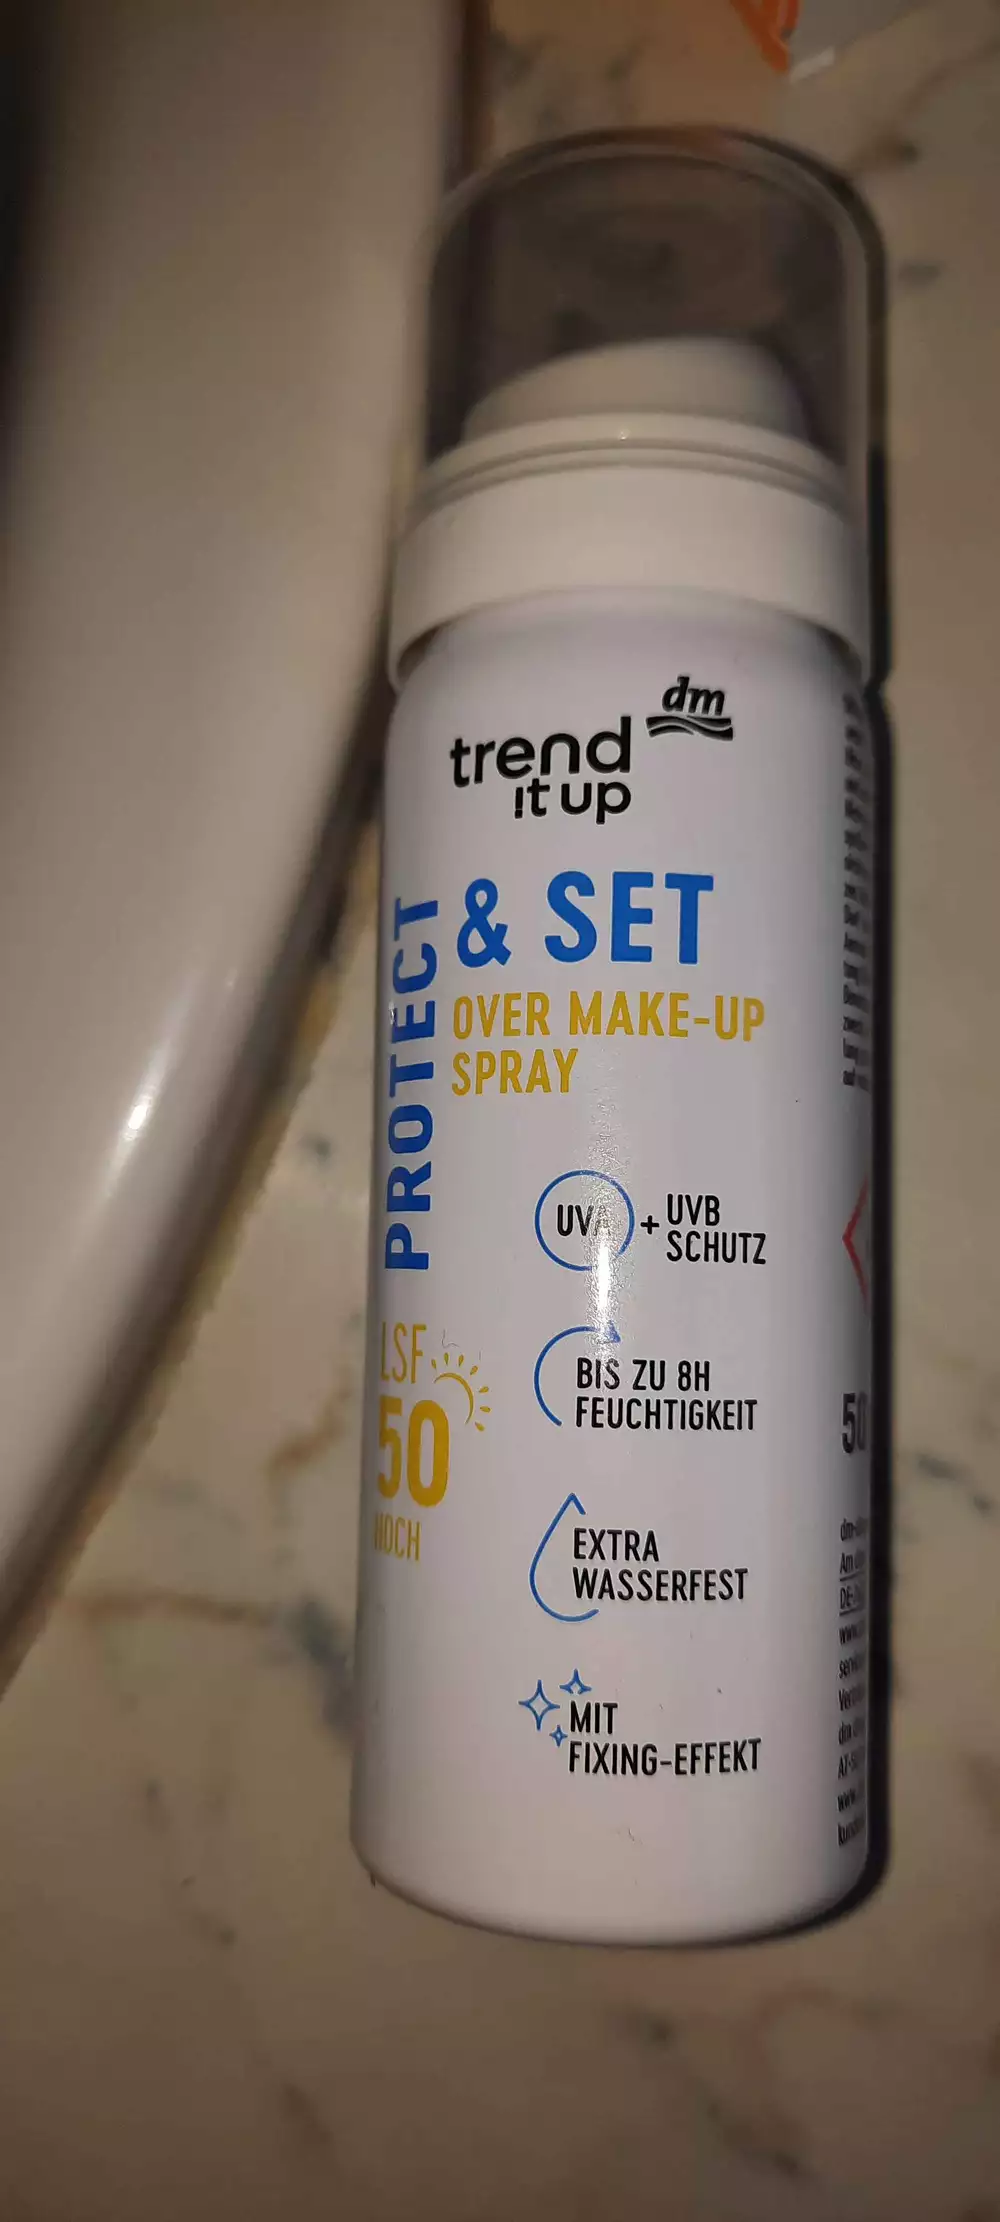 dm
trend
!t up
PROTECT
& SET
OVER MAKE-UP
SPRAY
UVA + UVB
SCHUTZ
LSF
50
HOCH
BIS ZU 8H
FEUCHTIGKEIT
EXTRA
WASSERFEST
MIT
FIXING-EFFEKT
50